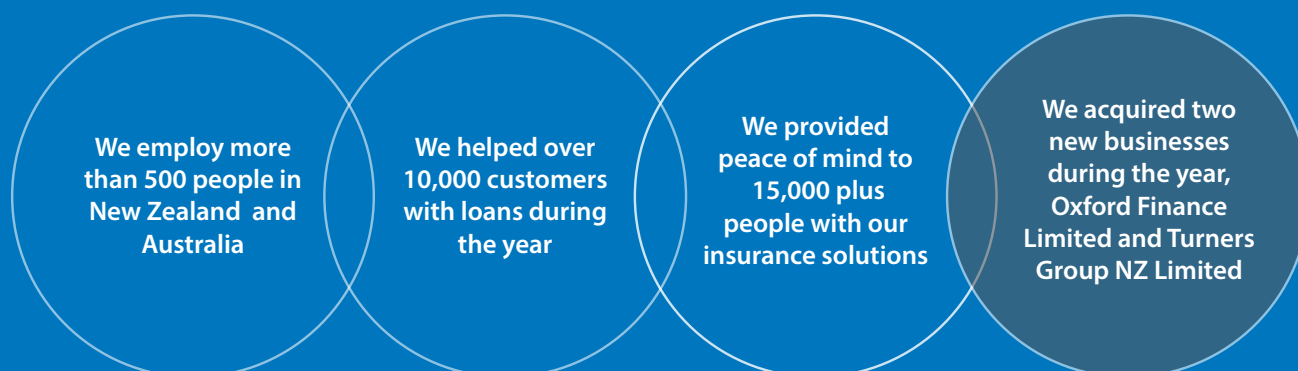 We employ more
than 500 people in
New Zealand and
Australia
We helped over
10,000 customers
with loans during
the year
We provided
peace of mind to
15,000 plus
people with our
insurance solutions
We acquired two
new businesses
during the year,
Oxford Finance
Limited and Turners
Group NZ Limited